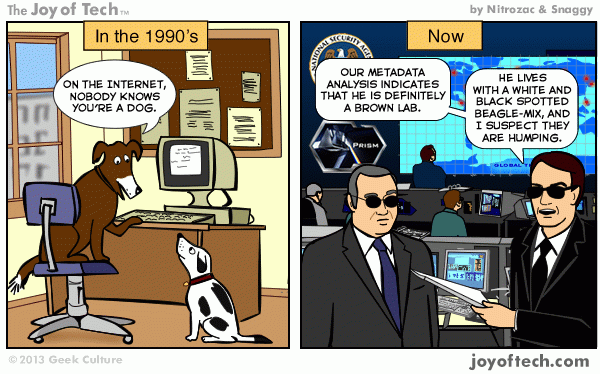 The Joy of Tech™
by Nitrozac & Snaggy
In the 1990's
ON THE INTERNET,
NOBODY KNOWS
YOU'RE A DOG.
Now
NATIONAL SECURITY AGE
OUR METADATA
ANALYSIS INDICATES
THAT HE IS DEFINITELY
A BROWN LAB.
HE LIVES
WITH A WHITE AND
BLACK SPOTTED
BEAGLE-MIX, AND
I SUSPECT THEY
ARE HUMPING.
PRISM
GLOBAL
© 2013 Geek Culture
joyoftech.com